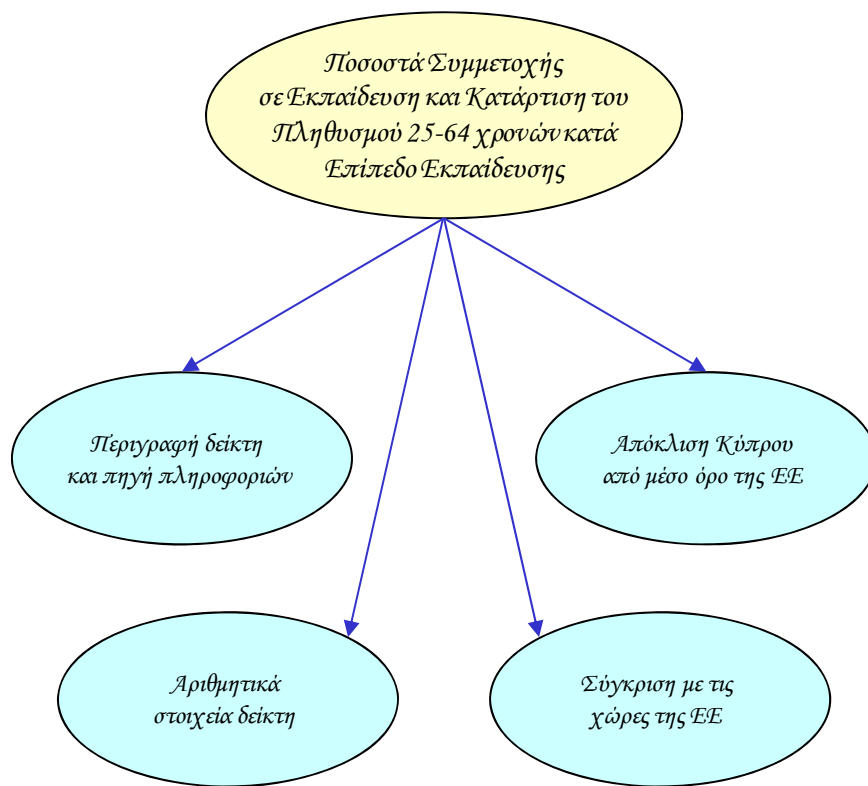 Ποσοστά Συμμετοχής
σε Εκπαίδευση και Κατάρτιση του
Πληθυσμού 25-64 χρονών κατά
Επίπεδο Εκπαίδευσης
Περιγραφή δείκτη
και πηγή πληροφοριών
Απόκλιση Κύπρου
από μέσο όρο της ΕΕ
Αριθμητικά
στοιχεία δείκτη
Σύγκριση με τις
χώρες της ΕΕ